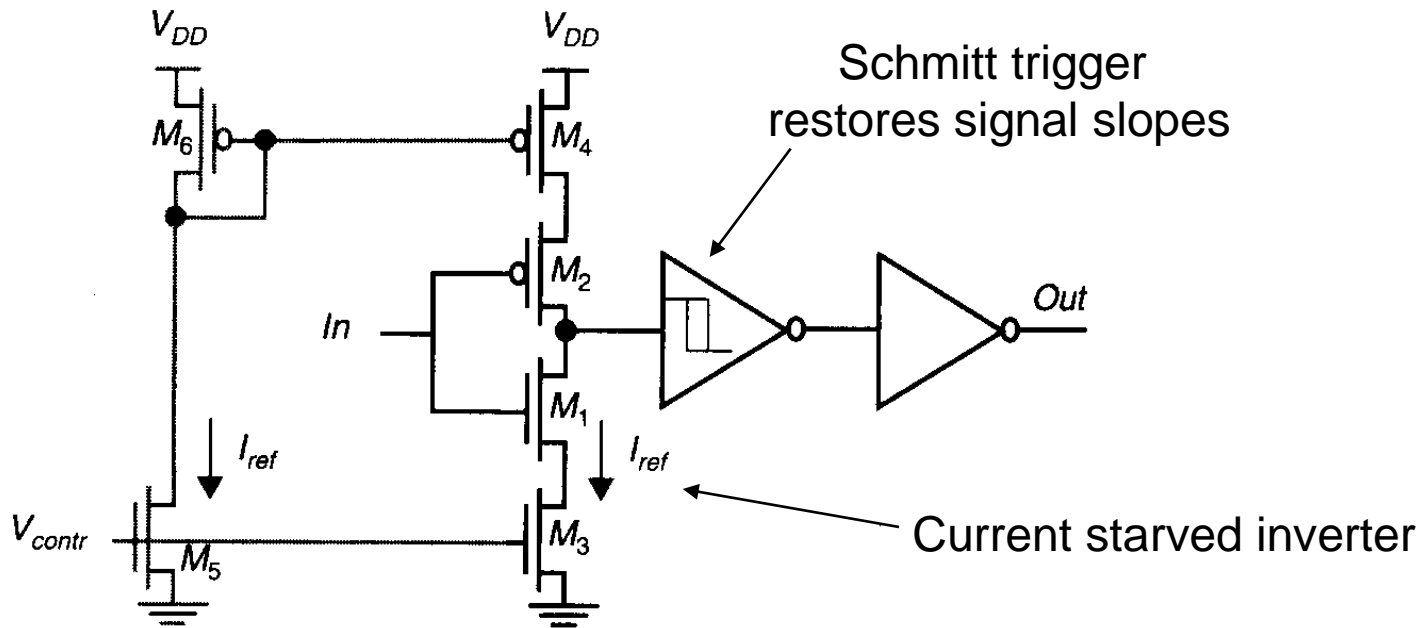 V_DD
V_DD
Schmitt trigger
restores signal slopes
M_6
M_4
M_2
In
Out
M_1
I_ref
I_ref
V_contr
M_5
M_3
Current starved inverter